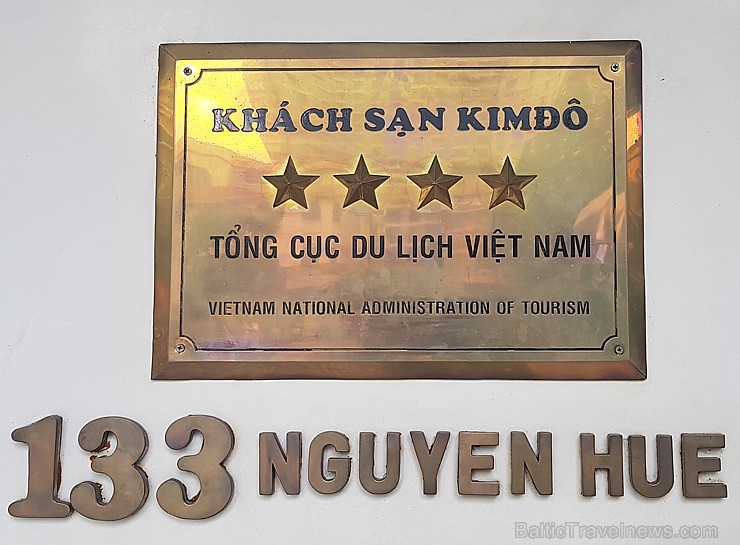 KHÁCH SẠN KIMĐÔ
TỔNG CỤC DU LỊCH VIỆT NAM
VIETNAM NATIONAL ADMINISTRATION OF TOURISM
133 NGUYEN HUE
BalticTravelnews.com